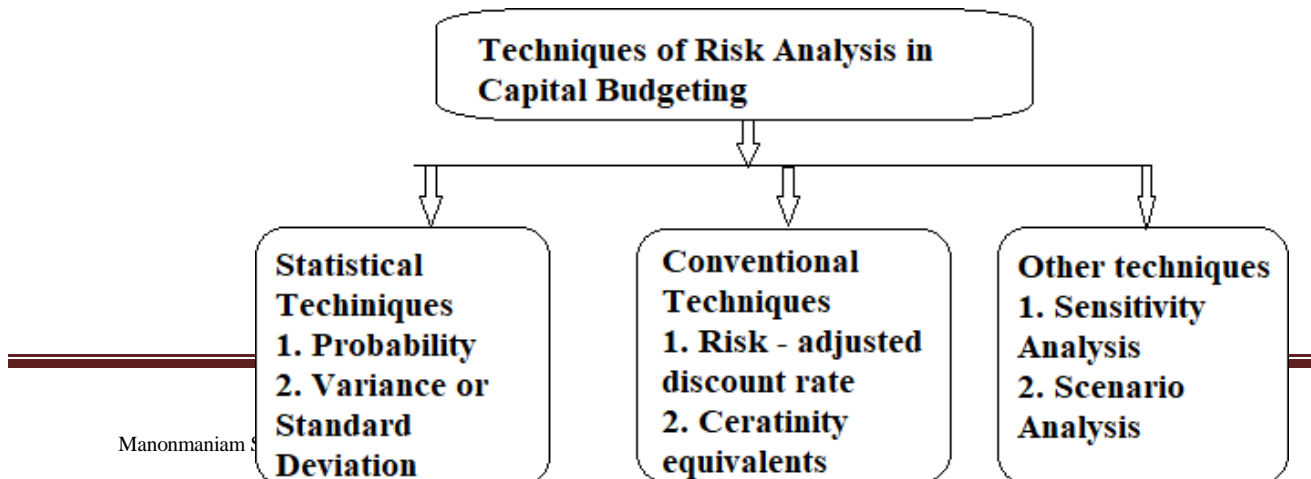 Techniques of Risk Analysis in
Capital Budgeting
Statistical
Techiniques
1. Probability
2. Variance or
Standard
Deviation
Conventional
Techniques
1. Risk - adjusted
discount rate
2. Ceratinity
equivalents
Other techniques
1. Sensitivity
Analysis
2. Scenario
Analysis
Manonmaniam